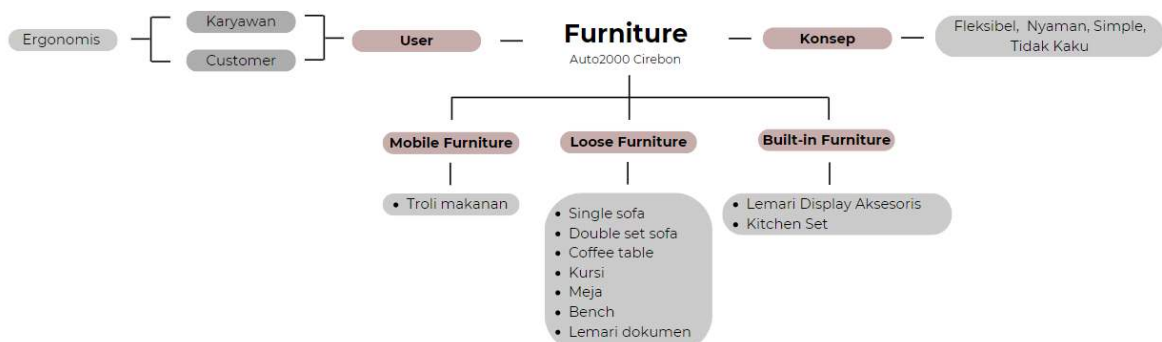 Ergonomis
Karyawan
Customer
User
Furniture
Auto2000 Cirebon
Konsep
Fleksibel, Nyaman, Simple,
Tidak Kaku
Mobile Furniture
Loose Furniture
Built-in Furniture
• Troli makanan
• Single sofa
• Double set sofa
• Coffee table
• Kursi
• Meja
• Bench
• Lemari dokumen
• Lemari Display Aksesoris
• Kitchen Set